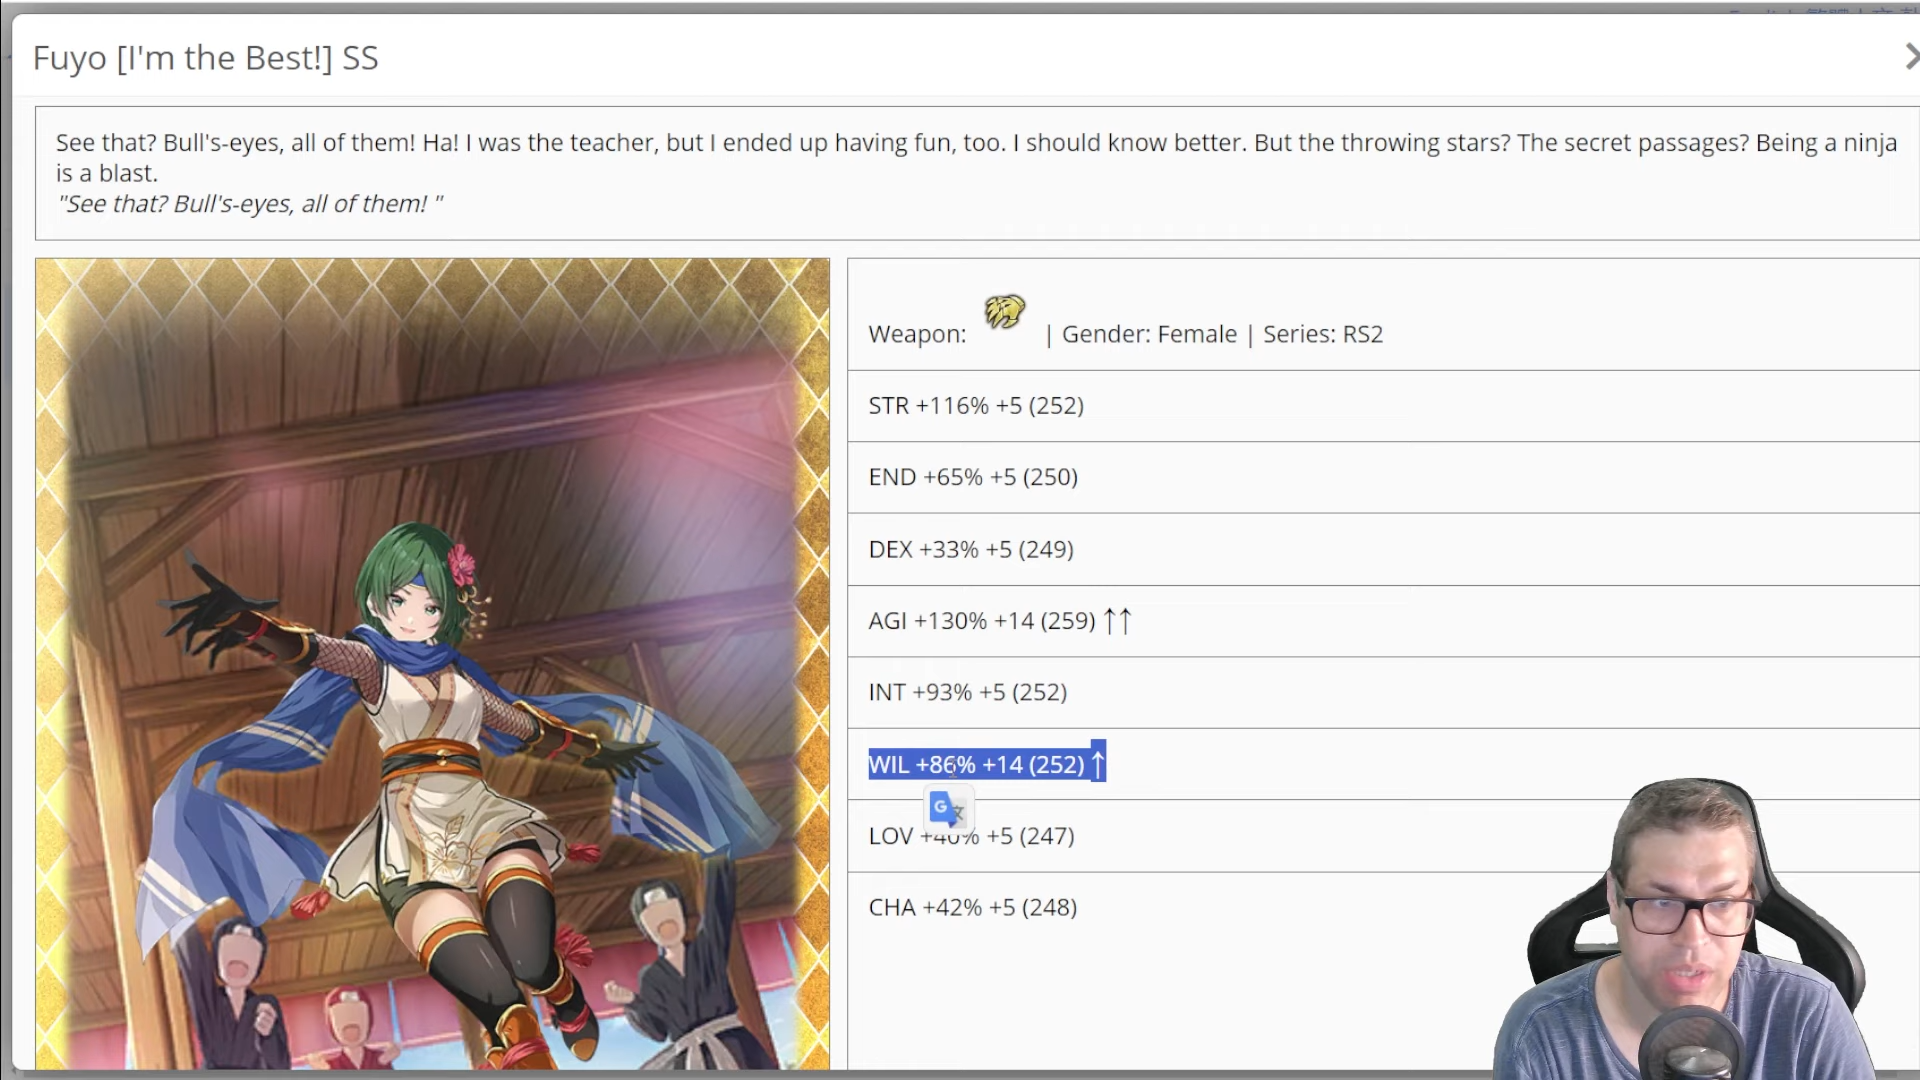 Fuyo [I'm the Best!] SS
See that? Bull's-eyes, all of them! Ha! I was the teacher, but I ended up having fun, too. I should know better. But the throwing stars? The secret passages? Being a ninja
is a blast.
"See that? Bull's-eyes, all of them! "
Weapon: | Gender: Female | Series: RS2
STR +116% +5 (252)
END +65% +5 (250)
DEX +33% +5 (249)
AGI +130% +14 (259) ↑↑
INT +93% +5 (252)
WIL +86% +14 (252) ↑
LOV +40% +5 (247)
CHA +42% +5 (248)